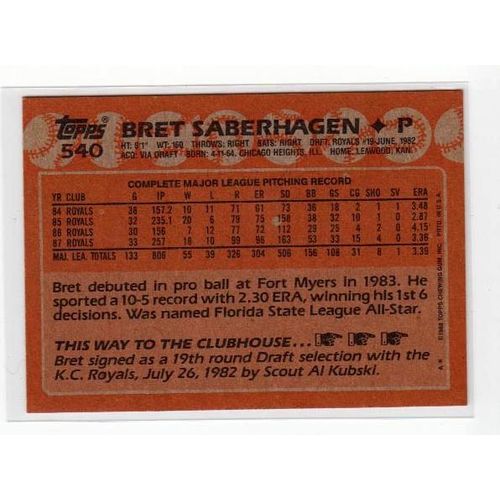 Topps®
540
BRET SABERHAGEN ♦ P
HT: 6'1" WT: 160 THROWS: RIGHT BATS: RIGHT DRAFT: ROYALS #19-JUNE, 1982
ACQ: VIA DRAFT BORN: 4-11-64, CHICAGO HEIGHTS, ILL. HOME: LEAWOOD, KAN.
COMPLETE MAJOR LEAGUE PITCHING RECORD
YR CLUB G IP W L R ER SO BB GS CG SHO SV ERA
84 ROYALS 38 157.2 10 11 71 36 18 2 1 1 3.48
85 ROYALS 32 235.1 20 6 79 75 158 38 32 10 1 0 2.87
86 ROYALS 30 156 7 12 77 72 112 29 25 4 2 0 4.15
87 ROYALS 33 257 18 10 99 96 163 53 33 15 4 0 3.36
MAJ. LEA. TOTALS 133 806 55 39 326 304 506 156 108 31 8 1 3.39
Bret debuted in pro ball at Fort Myers in 1983. He
sported a 10-5 record with 2.30 ERA, winning his 1st 6
decisions. Was named Florida State League All-Star.
THIS WAY TO THE CLUBHOUSE...
Bret signed as a 19th round Draft selection with the
K.C. Royals, July 26, 1982 by Scout Al Kubski.
©1988 TOPPS CHEWING GUM, INC. PRTD. IN U.S.A.